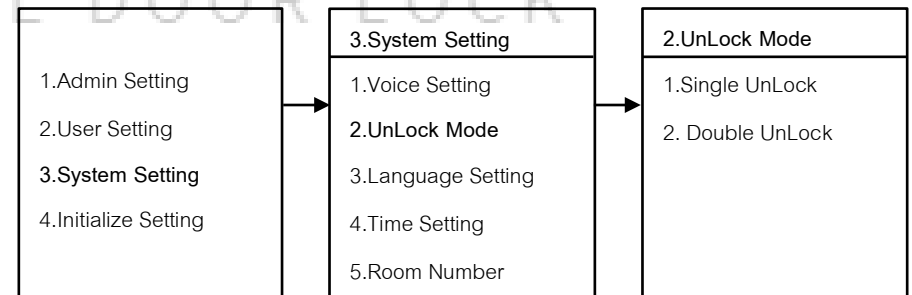 E DOOR LOCK
1.Admin Setting
2.User Setting
3.System Setting
4.Initialize Setting
3.System Setting
1.Voice Setting
2.UnLock Mode
3.Language Setting
4.Time Setting
5.Room Number
2.UnLock Mode
1.Single UnLock
2. Double UnLock